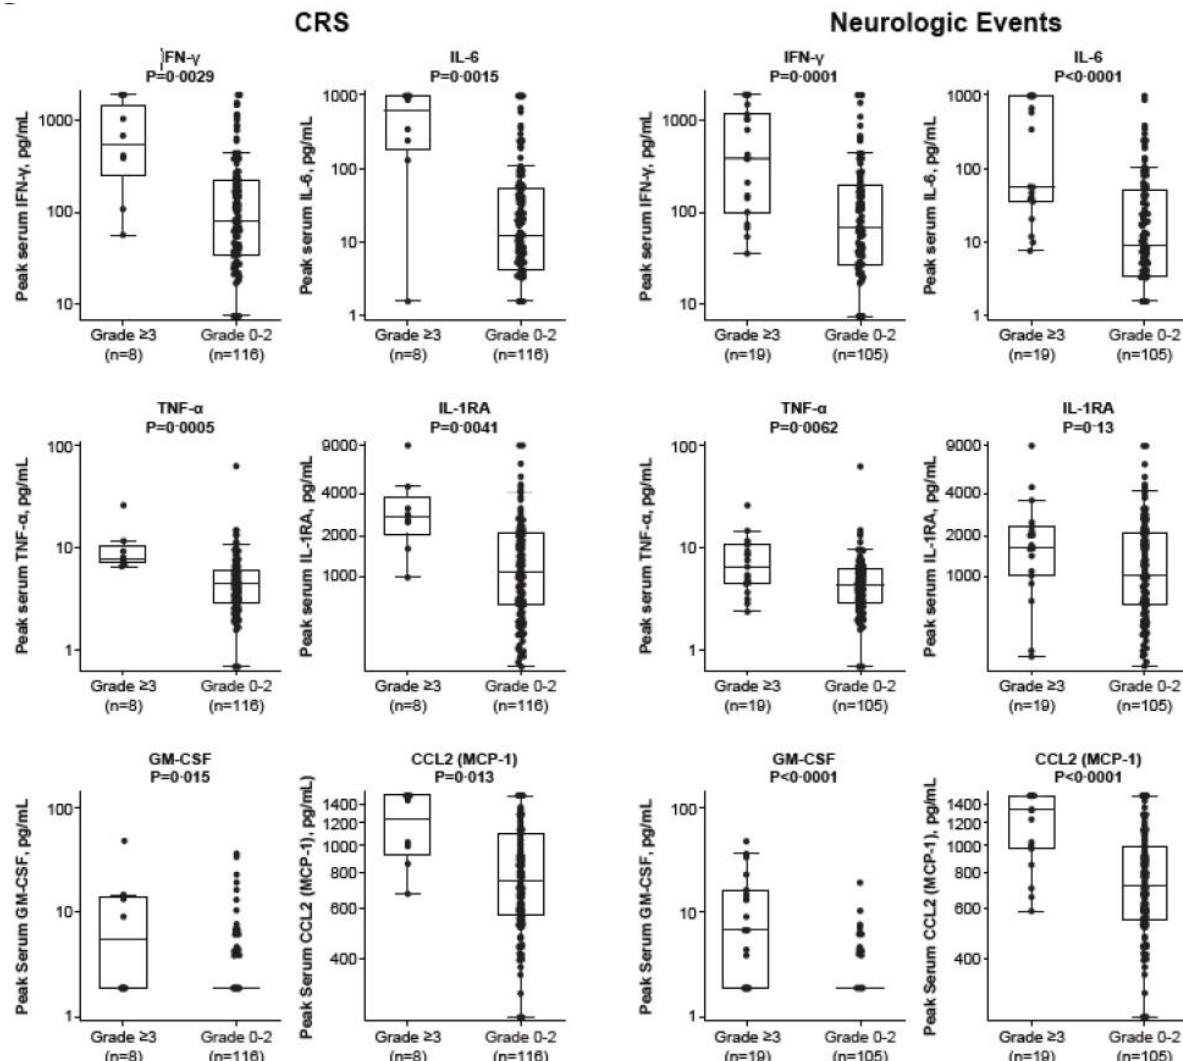 CRS
Neurologic Events
IFN-γ
P=0·0029
Peak serum IFN-γ, pg/mL
1000
100
10
Grade ≥3
(n=8)
Grade 0-2
(n=116)
IL-6
P=0·0015
Peak serum IL-6, pg/mL
1000
100
10
1
Grade ≥3
(n=8)
Grade 0-2
(n=116)
IFN-γ
P=0·0001
Peak serum IFN-γ, pg/mL
1000
100
10
Grade ≥3
(n=19)
Grade 0-2
(n=105)
IL-6
P<0·0001
Peak serum IL-6, pg/mL
1000
100
10
1
Grade ≥3
(n=19)
Grade 0-2
(n=105)
TNF-α
P=0·0005
Peak serum TNF-α, pg/mL
100
10
1
Grade ≥3
(n=8)
Grade 0-2
(n=116)
IL-1RA
P=0·0041
Peak serum IL-1RA, pg/mL
9000
4000
2000
1000
Grade ≥3
(n=8)
Grade 0-2
(n=116)
TNF-α
P=0·0062
Peak serum TNF-α, pg/mL
100
10
1
Grade ≥3
(n=19)
Grade 0-2
(n=105)
IL-1RA
P=0·13
Peak serum IL-1RA, pg/mL
9000
4000
2000
1000
Grade ≥3
(n=19)
Grade 0-2
(n=105)
GM-CSF
P=0·015
Peak Serum GM-CSF, pg/mL
100
10
1
Grade ≥3
(n=8)
Grade 0-2
(n=116)
CCL2 (MCP-1)
P=0·013
Peak Serum CCL2 (MCP-1), pg/mL)
1400
1200
1000
800
600
400
Grade ≥3
(n=8)
Grade 0-2
(n=116)
GM-CSF
P<0·0001
Peak Serum GM-CSF, pg/mL
100
10
1
Grade ≥3
(n=19)
Grade 0-2
(n=105)
CCL2 (MCP-1)
P<0·0001
Peak Serum CCL2 (MCP-1), pg/mL
1400
1200
1000
800
600
400
Grade ≥3
(n=19)
Grade 0-2
(n=105)